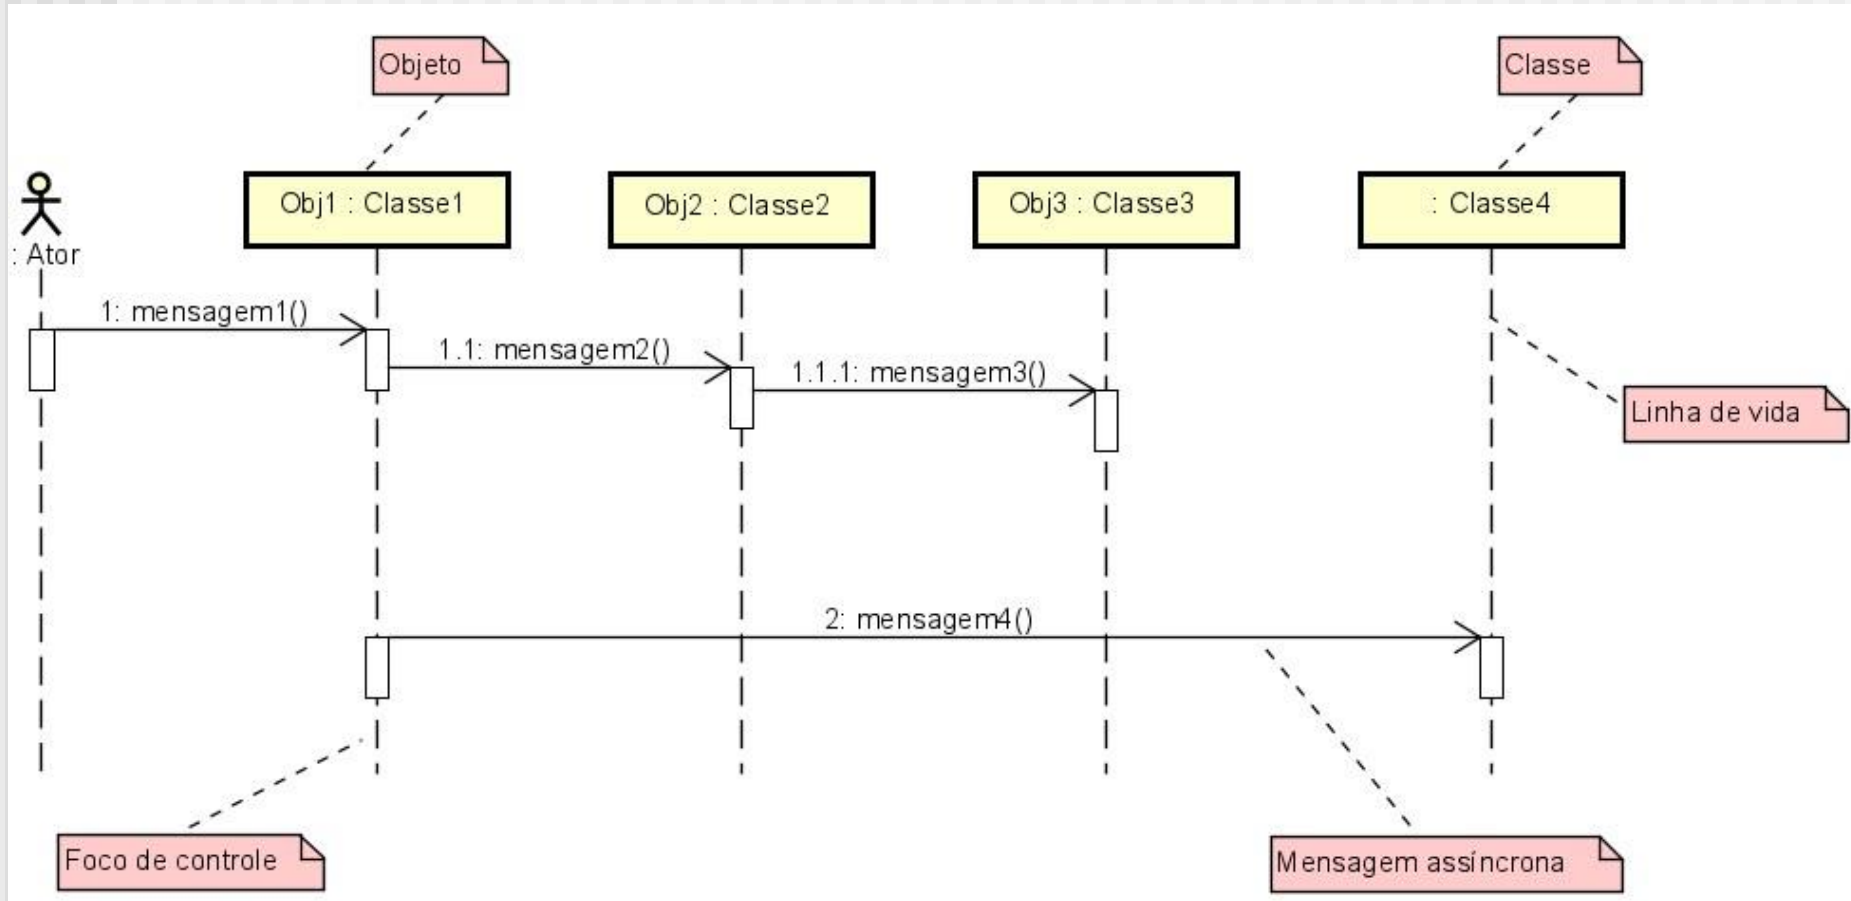 Objeto
Classe
: Ator
Obj1 : Classe1
Obj2 : Classe2
Obj3 : Classe3
: Classe4
1: mensagem1()
1.1: mensagem2()
1.1.1: mensagem3()
Linha de vida
2: mensagem4()
Foco de controle
Mensagem assíncrona